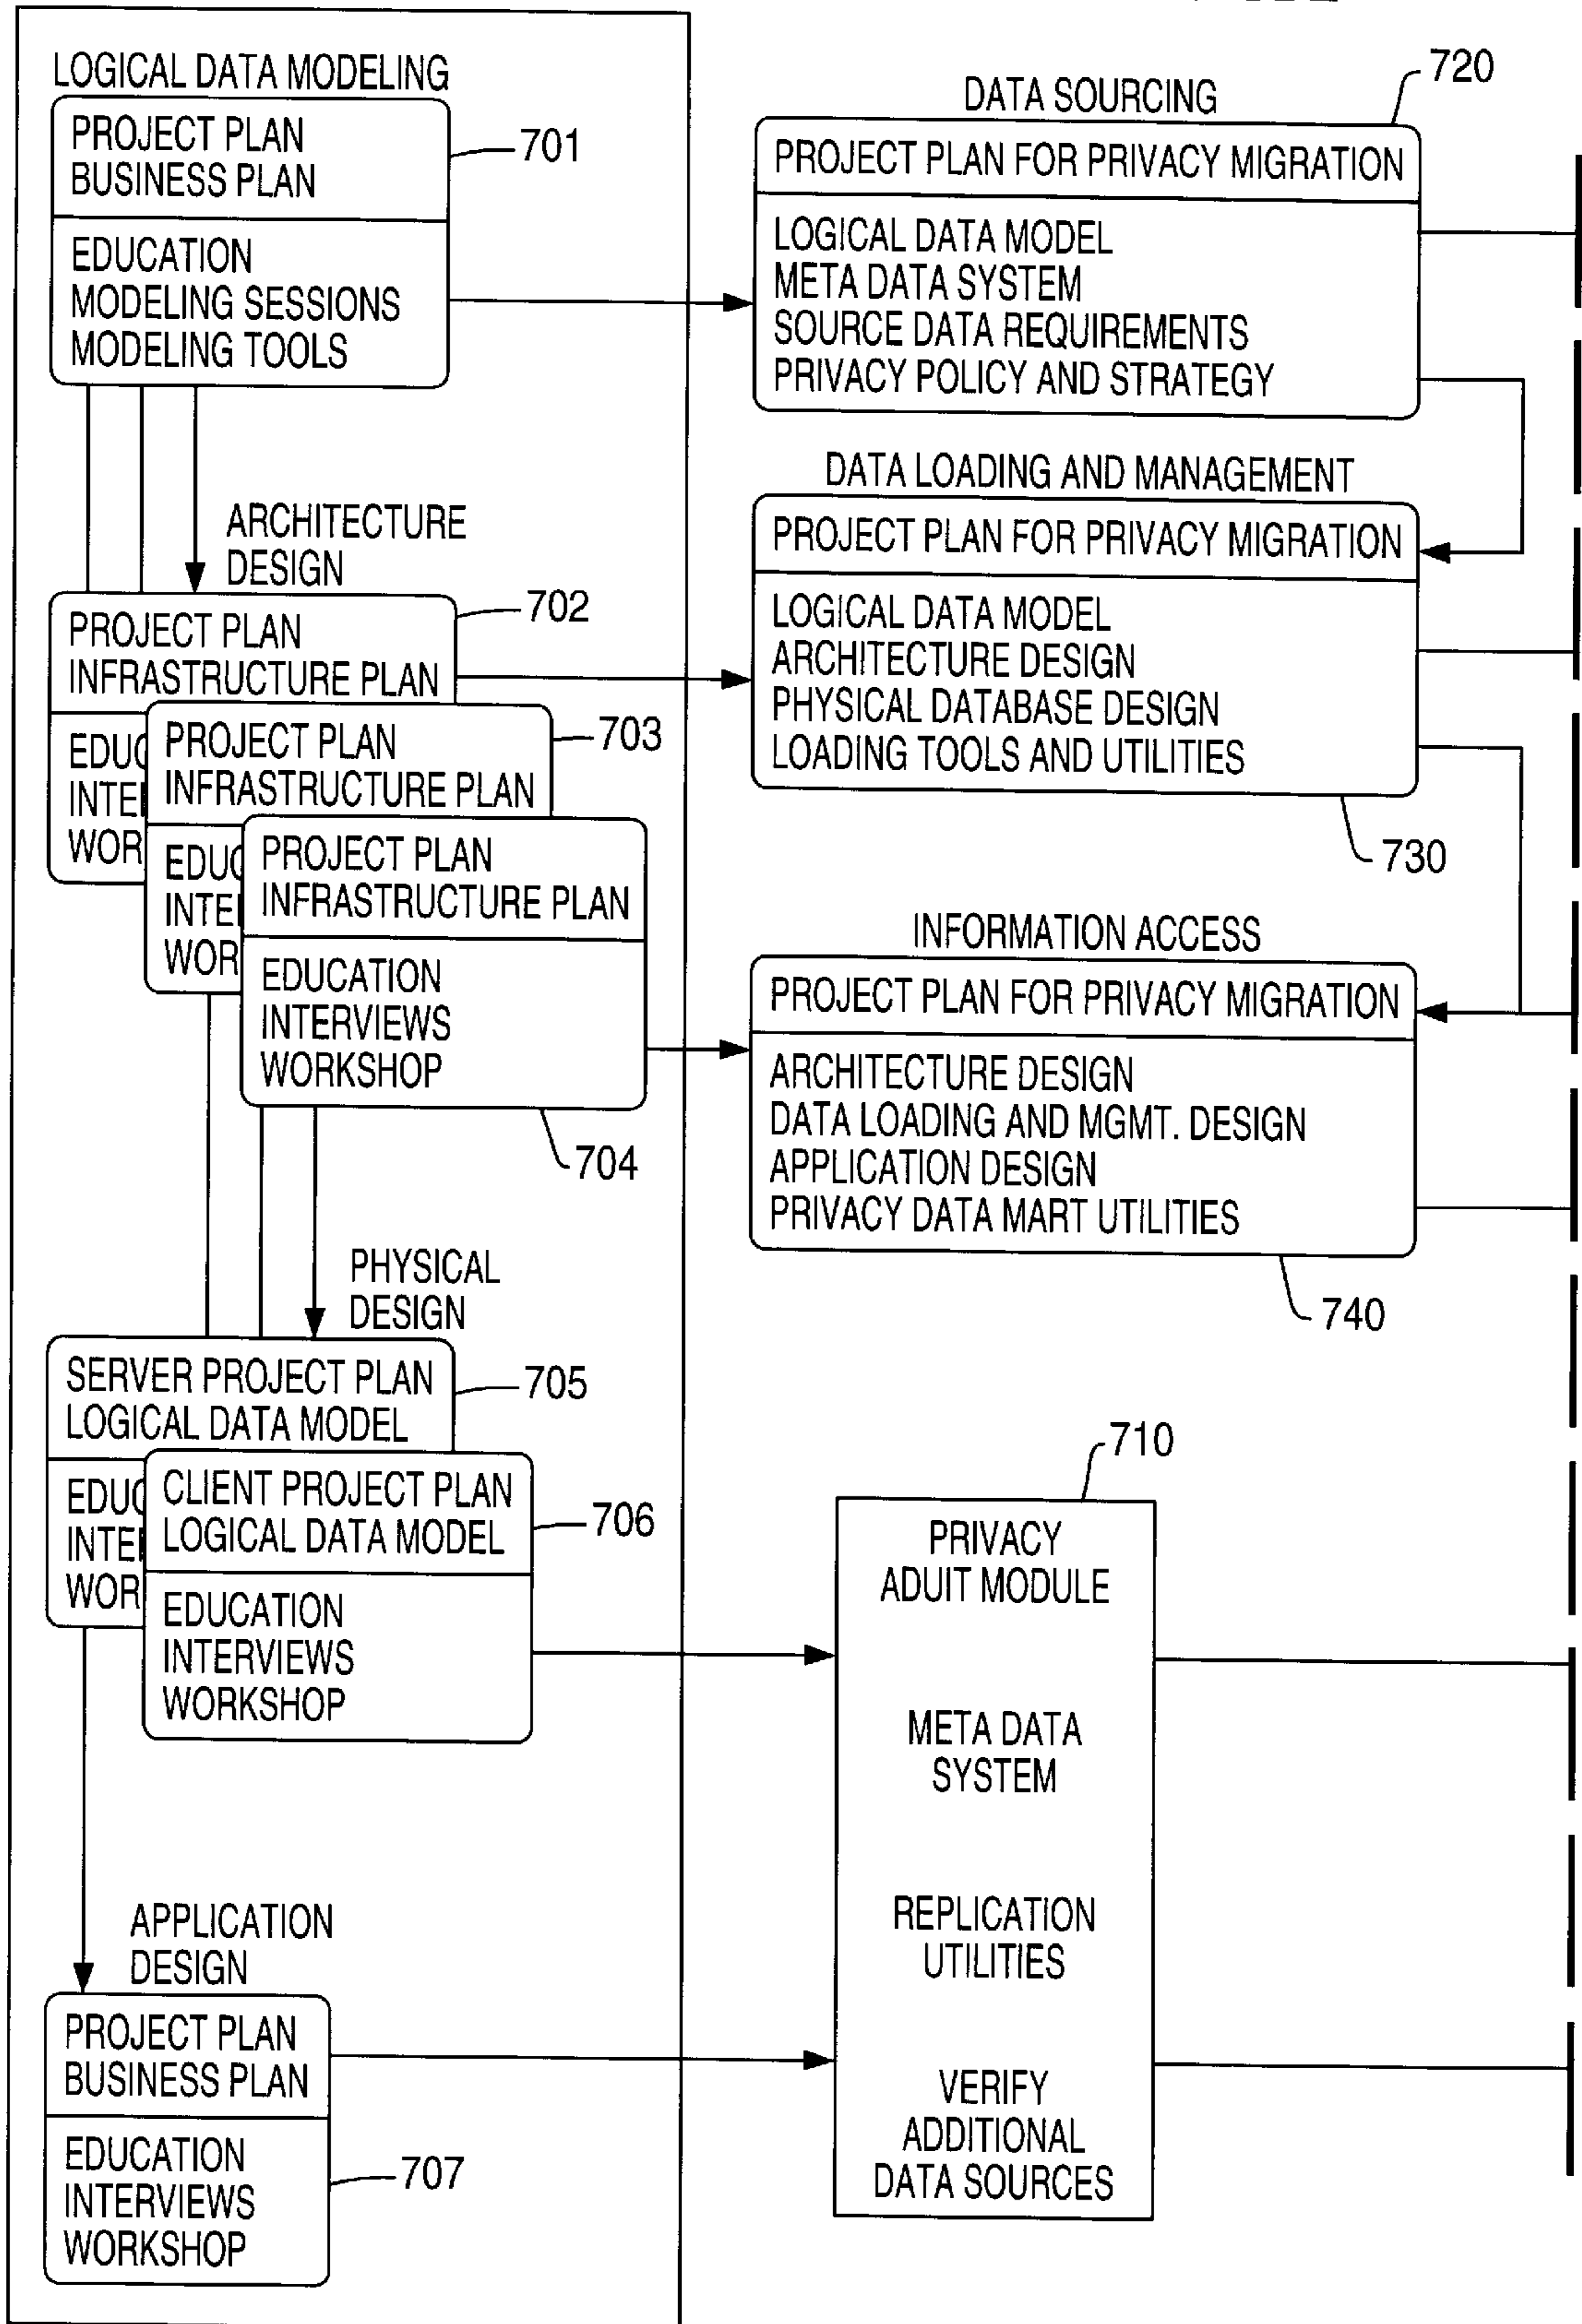 LOGICAL DATA MODELING
PROJECT PLAN
BUSINESS PLAN
701
EDUCATION
MODELING SESSIONS
MODELING TOOLS
ARCHITECTURE
DESIGN
PROJECT PLAN
INFRASTRUCTURE PLAN
702
EDUC
INTE
WOR
PROJECT PLAN
INFRASTRUCTURE PLAN
703
EDUC
INTE
WOR
PROJECT PLAN
INFRASTRUCTURE PLAN
EDUCATION
INTERVIEWS
WORKSHOP
704
PHYSICAL
DESIGN
SERVER PROJECT PLAN
LOGICAL DATA MODEL
705
EDUC
INTE
WOR
CLIENT PROJECT PLAN
LOGICAL DATA MODEL
706
EDUCATION
INTERVIEWS
WORKSHOP
APPLICATION
DESIGN
PROJECT PLAN
BUSINESS PLAN
EDUCATION
INTERVIEWS
WORKSHOP
707
DATA SOURCING
720
PROJECT PLAN FOR PRIVACY MIGRATION
LOGICAL DATA MODEL
META DATA SYSTEM
SOURCE DATA REQUIREMENTS
PRIVACY POLICY AND STRATEGY
DATA LOADING AND MANAGEMENT
PROJECT PLAN FOR PRIVACY MIGRATION
LOGICAL DATA MODEL
ARCHITECTURE DESIGN
PHYSICAL DATABASE DESIGN
LOADING TOOLS AND UTILITIES
730
INFORMATION ACCESS
PROJECT PLAN FOR PRIVACY MIGRATION
ARCHITECTURE DESIGN
DATA LOADING AND MGMT. DESIGN
APPLICATION DESIGN
PRIVACY DATA MART UTILITIES
740
710
PRIVACY
ADUIT MODULE
META DATA
SYSTEM
REPLICATION
UTILITIES
VERIFY
ADDITIONAL
DATA SOURCES